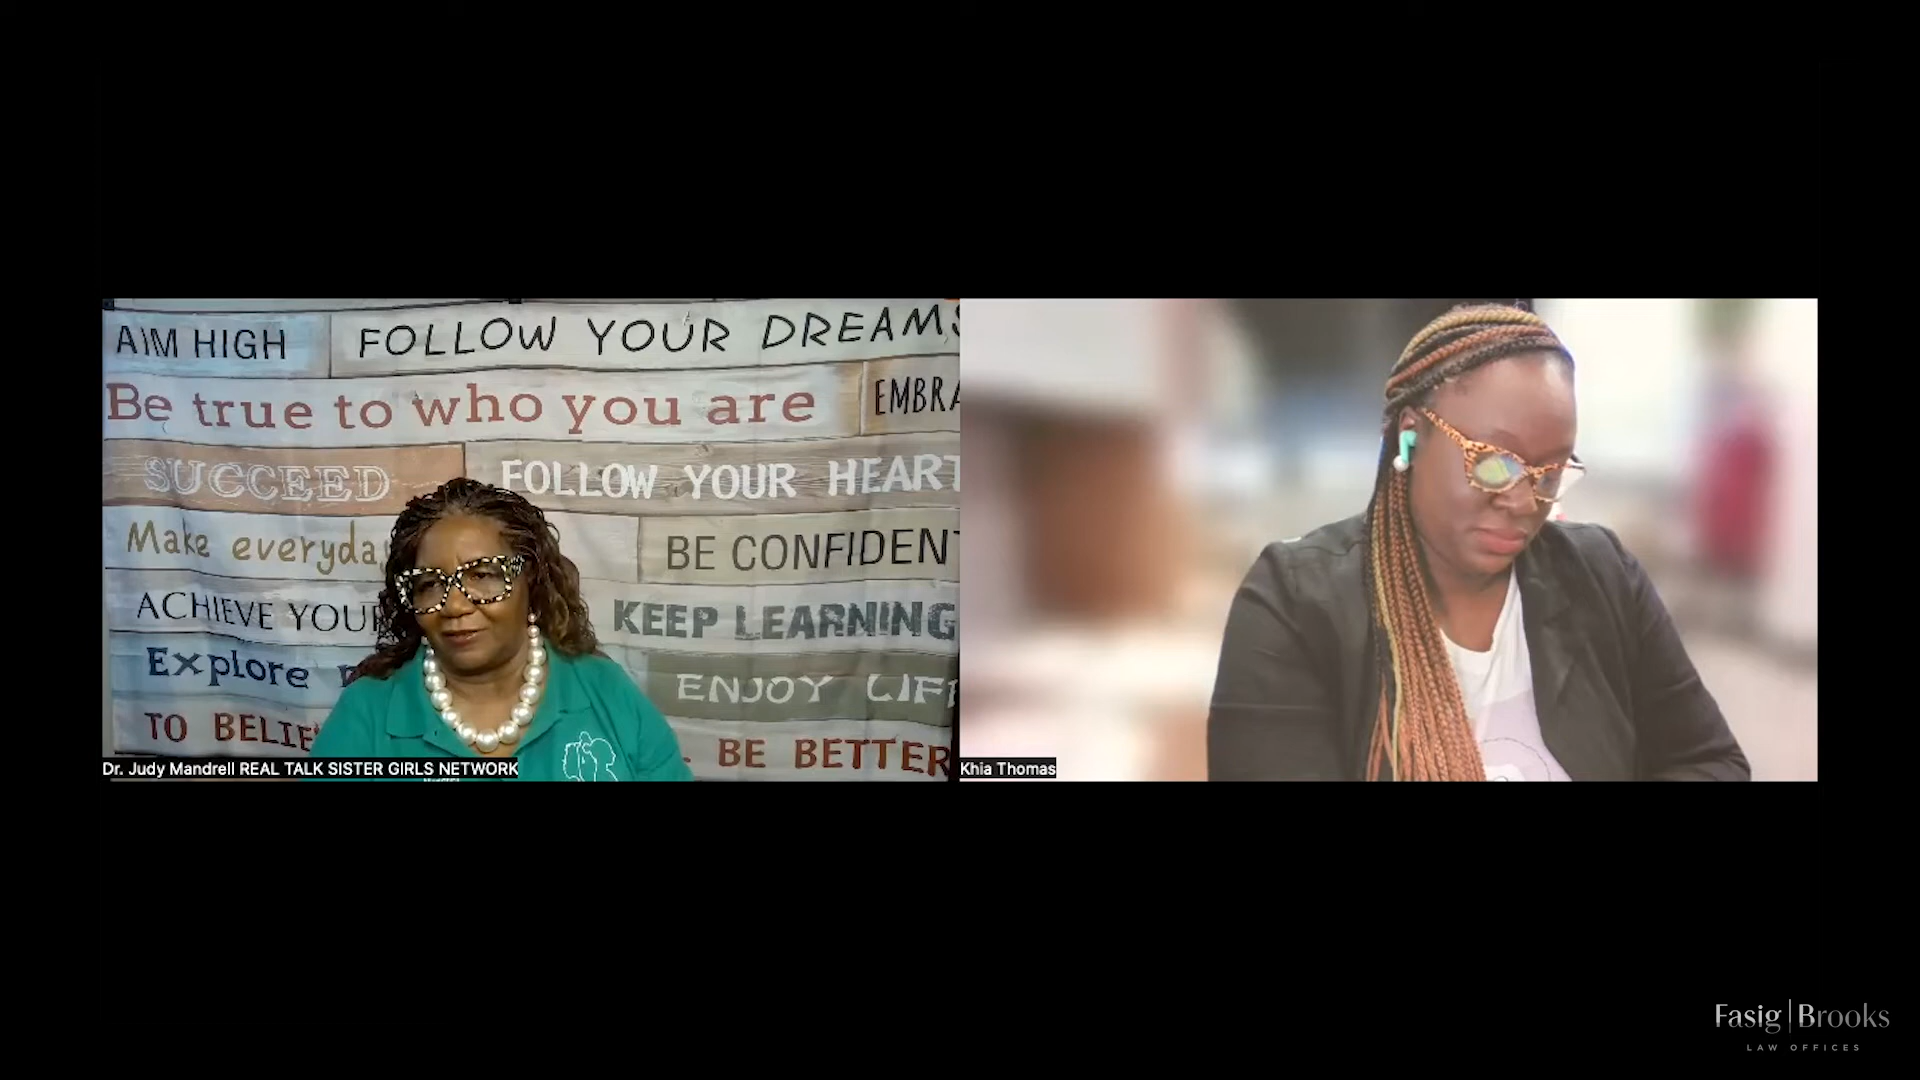 AIM HIGH
FOLLOW YOUR DREAMS
Be true to who you are
EMBRA
SUCCEED
FOLLOW YOUR HEART
Make everyda
BE CONFIDENT
ACHIEVE YOUR
KEEP LEARNING
Explore
ENJOY LIF
TO BELIE
. BE BETTER
Dr. Judy Mandrell REAL TALK SISTER GIRLS NETWORK
Khia Thomas
Fasig|Brooks
LAW OFFICES